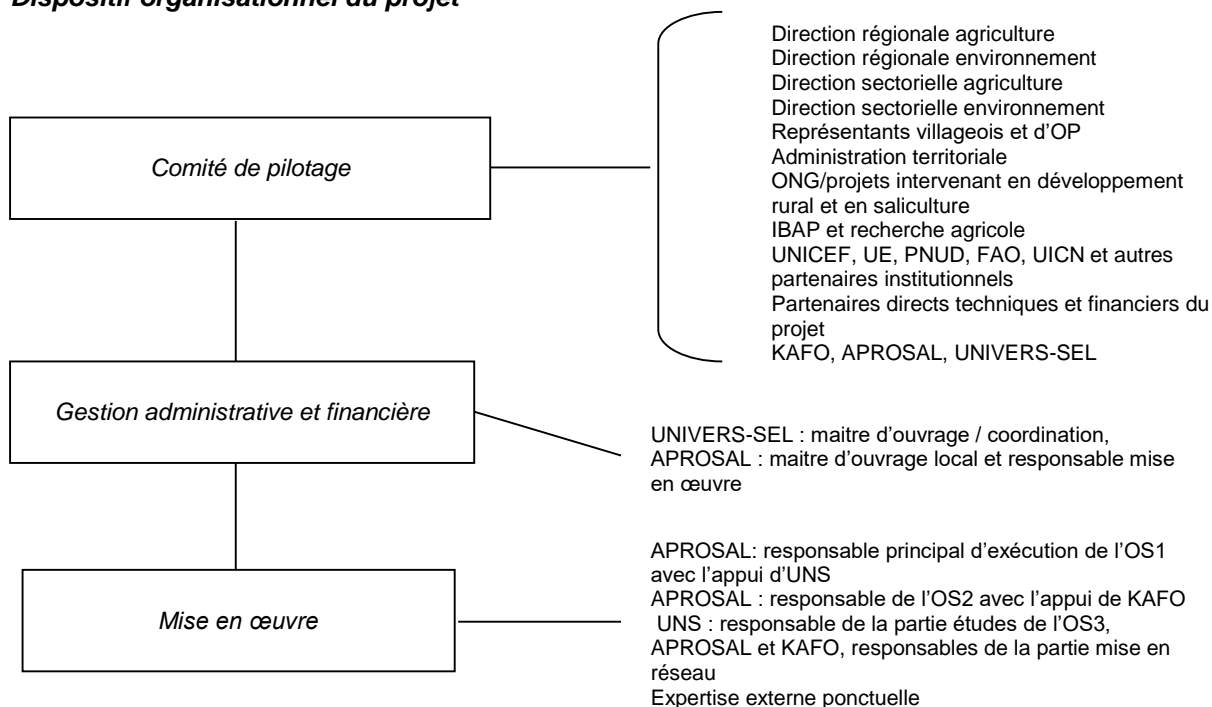 Dispositif organisationnel du projet
Direction régionale agriculture
Direction régionale environnement
Direction sectorielle agriculture
Direction sectorielle environnement
Représentants villageois et d’OP
Administration territoriale
ONG/projets intervenant en développement
rural et en saliculture
IBAP et recherche agricole
UNICEF, UE, PNUD, FAO, UICN et autres
partenaires institutionnels
Partenaires directs techniques et financiers du
projet
KAFO, APROSAL, UNIVERS-SEL
Comité de pilotage
Gestion administrative et financière
UNIVERS-SEL : maitre d’ouvrage / coordination,
APROSAL : maitre d’ouvrage local et responsable mise
en œuvre
Mise en œuvre
APROSAL: responsable principal d’exécution de l’OS1
avec l’appui d’UNS
APROSAL : responsable de l’OS2 avec l’appui de KAFO
UNS : responsable de la partie études de l’OS3,
APROSAL et KAFO, responsables de la partie mise en
réseau
Expertise externe ponctuelle